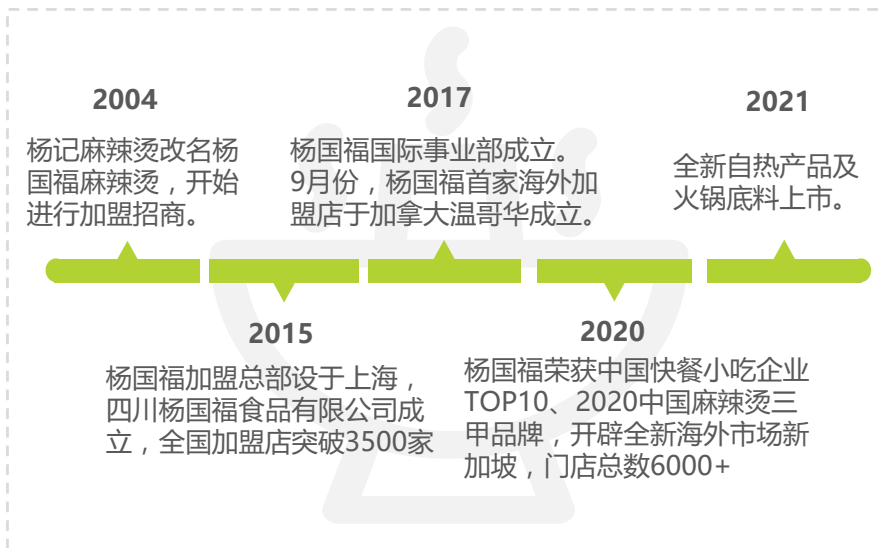 2004
杨记麻辣烫改名杨
国福麻辣烫，开始
进行加盟招商。
2015
杨国福加盟总部设于上海，
四川杨国福食品有限公司成
立，全国加盟店突破3500家
2017
杨国福国际事业部成立。
9月份，杨国福首家海外加
盟店于加拿大温哥华成立。
2020
杨国福荣获中国快餐小吃企业
TOP10、2020中国麻辣烫三
甲品牌，开辟全新海外市场新
加坡，门店总数6000+
2021
全新自热产品及
火锅底料上市。